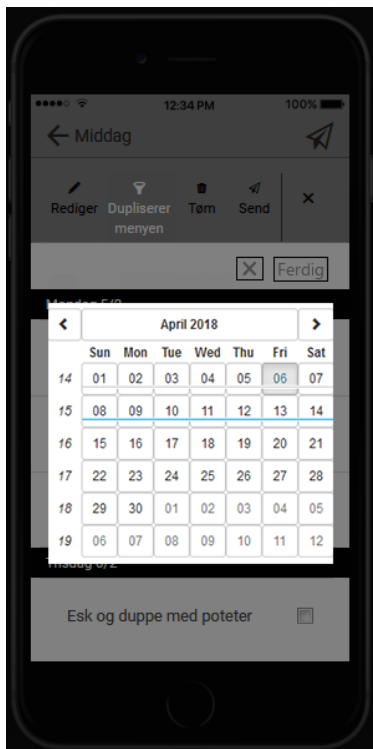 12:34 PM 100%
Middag
Rediger Dupliserer menyen Tøm Send ×
Ferdig
April 2018
Sun Mon Tue Wed Thu Fri Sat
14 01 02 03 04 05 06 07
15 08 09 10 11 12 13 14
16 15 16 17 18 19 20 21
17 22 23 24 25 26 27 28
18 29 30 01 02 03 04 05
19 06 07 08 09 10 11 12
Esk og duppe med poteter